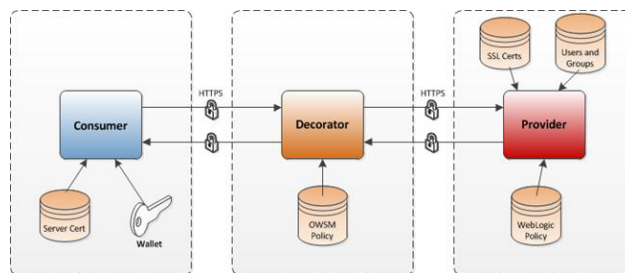 SSL Certs
Users and
Groups
HTTPS
HTTPS
Consumer
Decorator
Provider
Server Cert
Wallet
OWSM
Policy
WebLogic
Policy